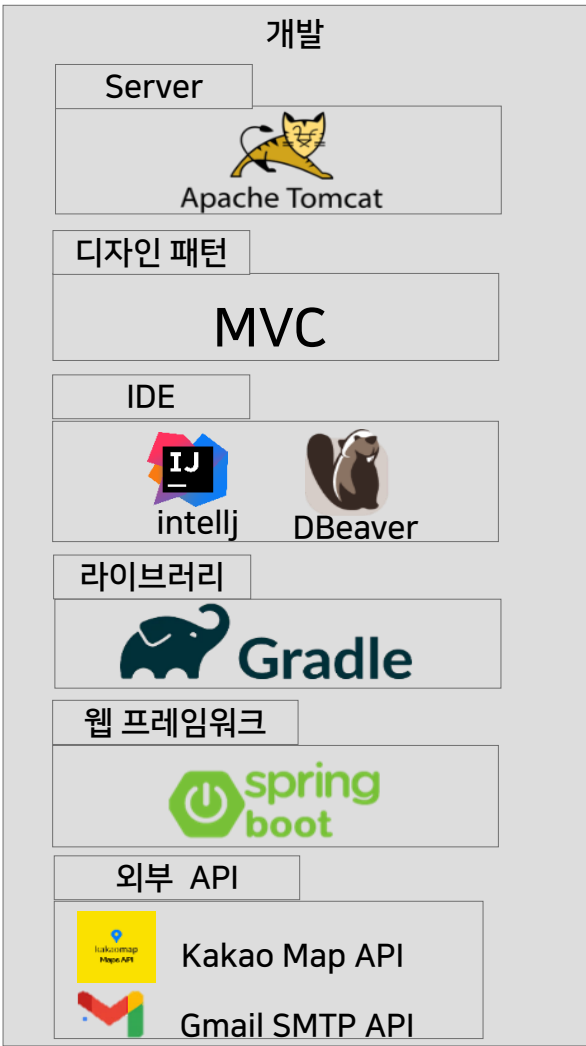 개발
Server
Apache Tomcat
디자인 패턴
MVC
IDE
IJ
intellj
DBeaver
라이브러리
Gradle
웹 프레임워크
spring
boot
외부 API
kakaomap
Maps API
Kakao Map API
Gmail SMTP API